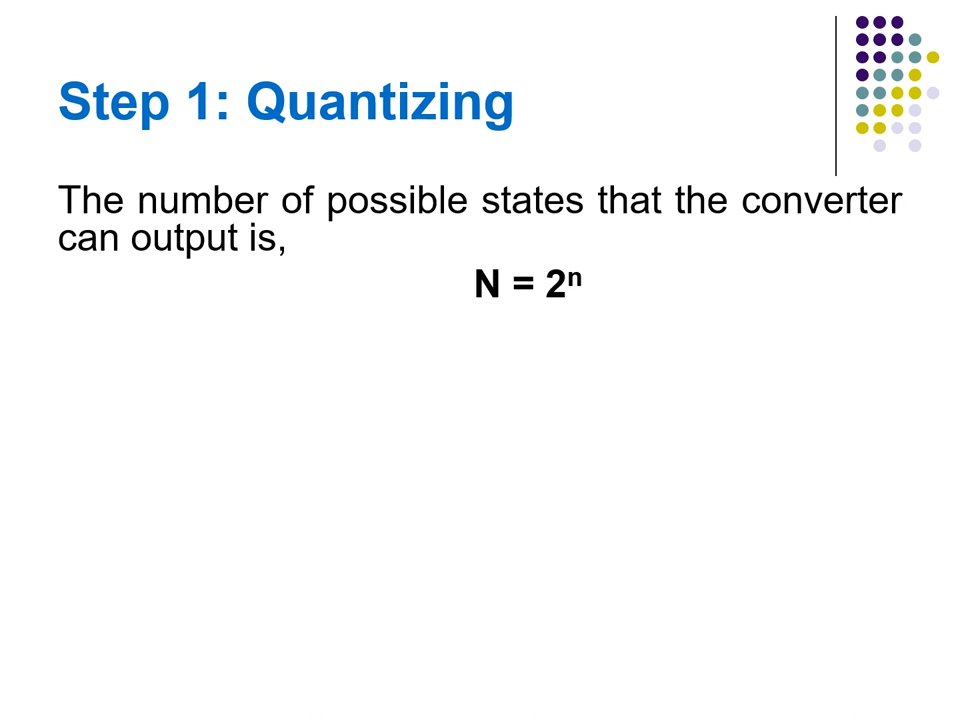 Step 1: Quantizing
The number of possible states that the converter
can output is,
N = 2ⁿ